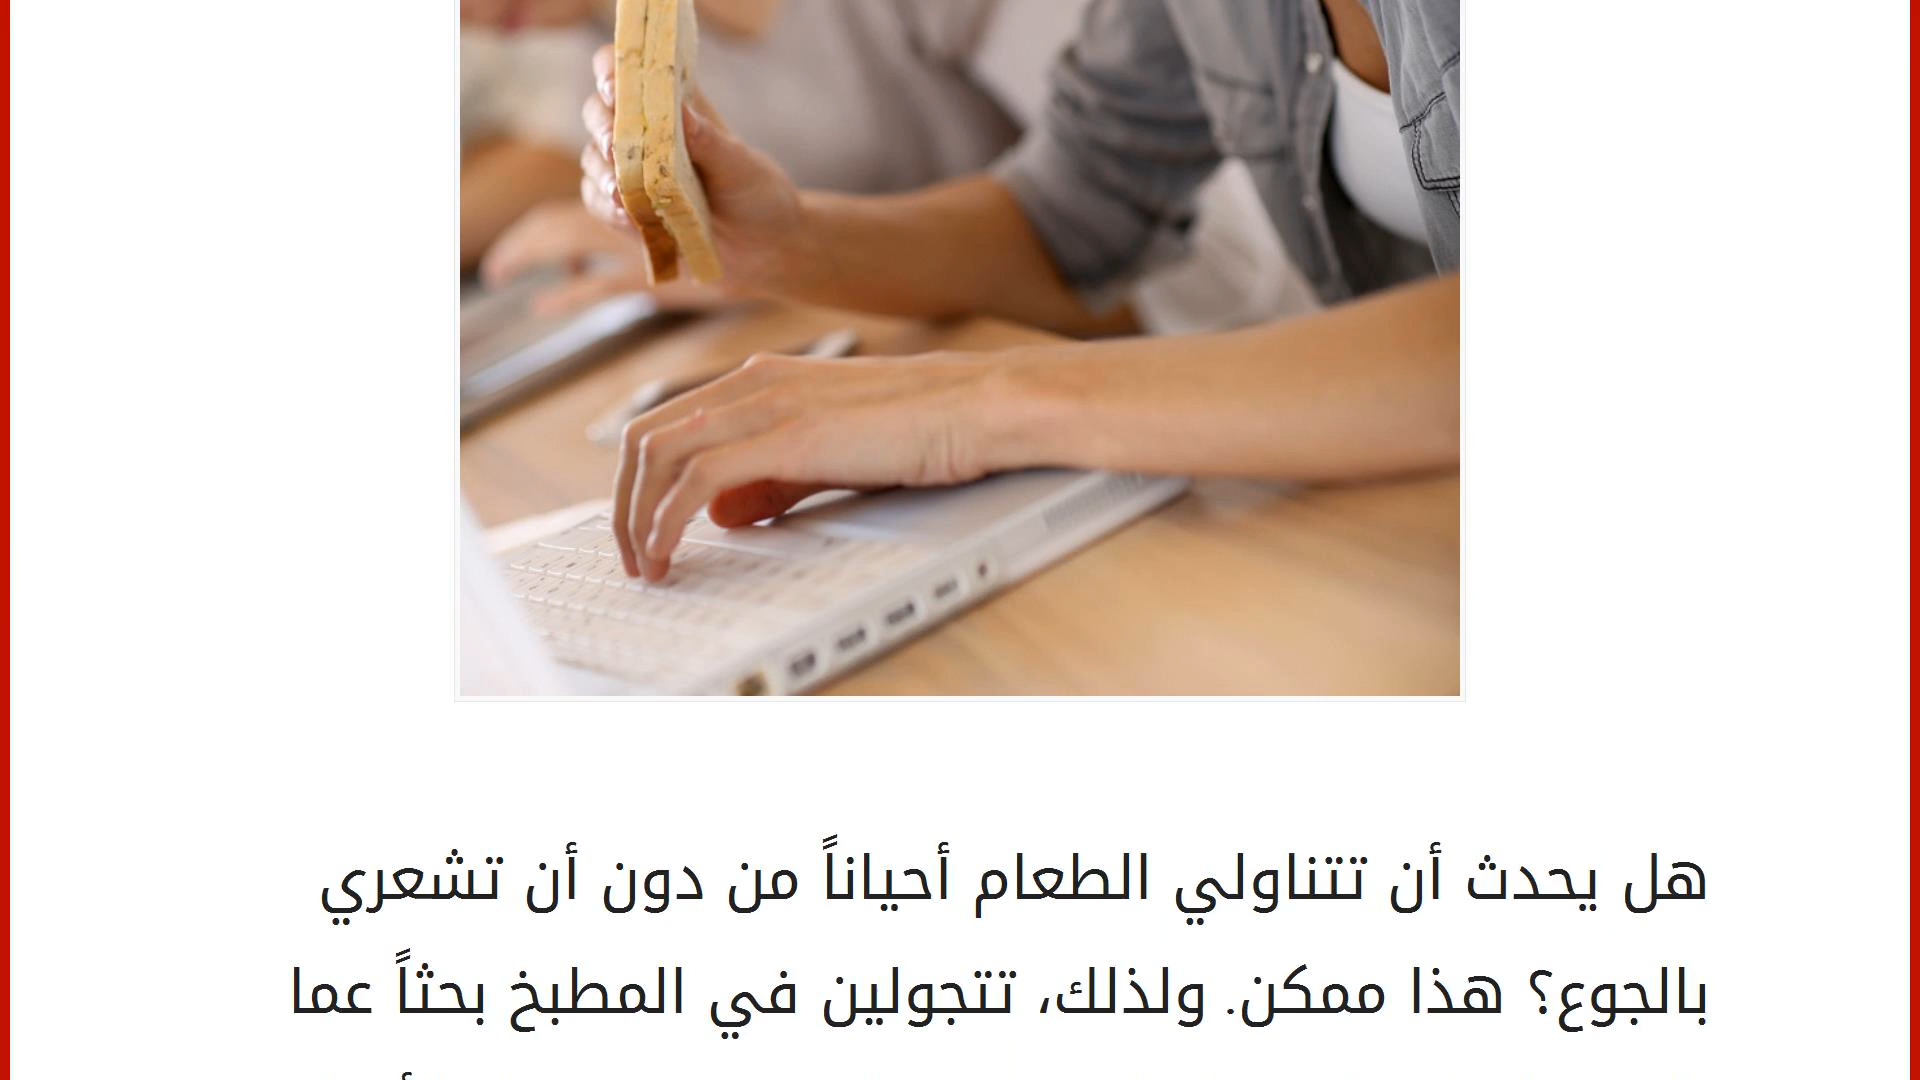 هل يحدث أن تتناولي الطعام أحياناً من دون أن تشعري
بالجوع؟ هذا ممكن. ولذلك، تتجولين في المطبخ بحثاً عما